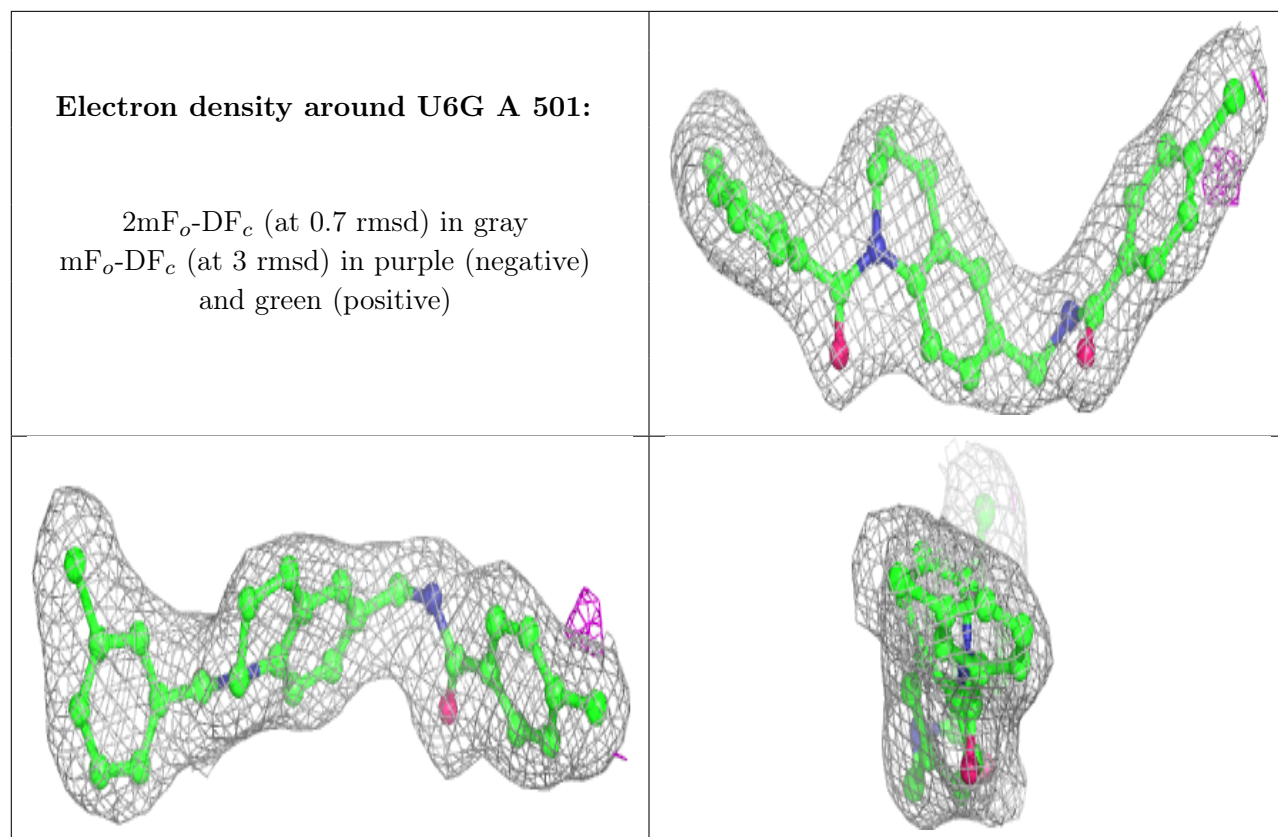 Electron density around U6G A 501:
2mFo-DFc (at 0.7 rmsd) in gray
mFo-DFc (at 3 rmsd) in purple (negative)
and green (positive)